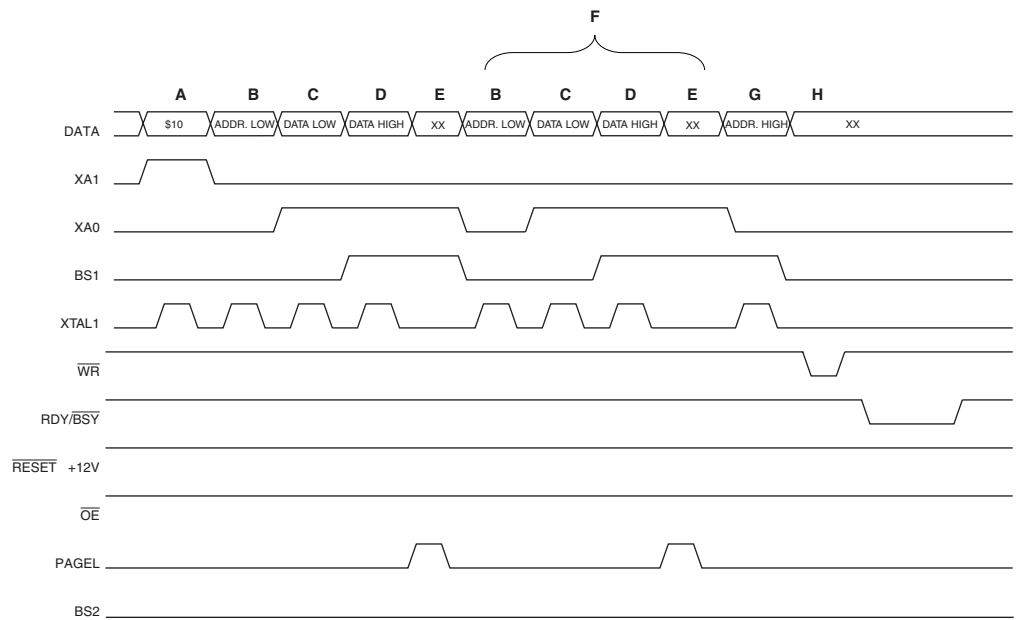 F
A B C D E B C D E G H
DATA $10 ADDR. LOW DATA LOW DATA HIGH XX ADDR. LOW DATA LOW DATA HIGH XX ADDR. HIGH XX
XA1
XA0
BS1
XTAL1
WR
RDY/BSY
RESET +12V
OE
PAGEL
BS2